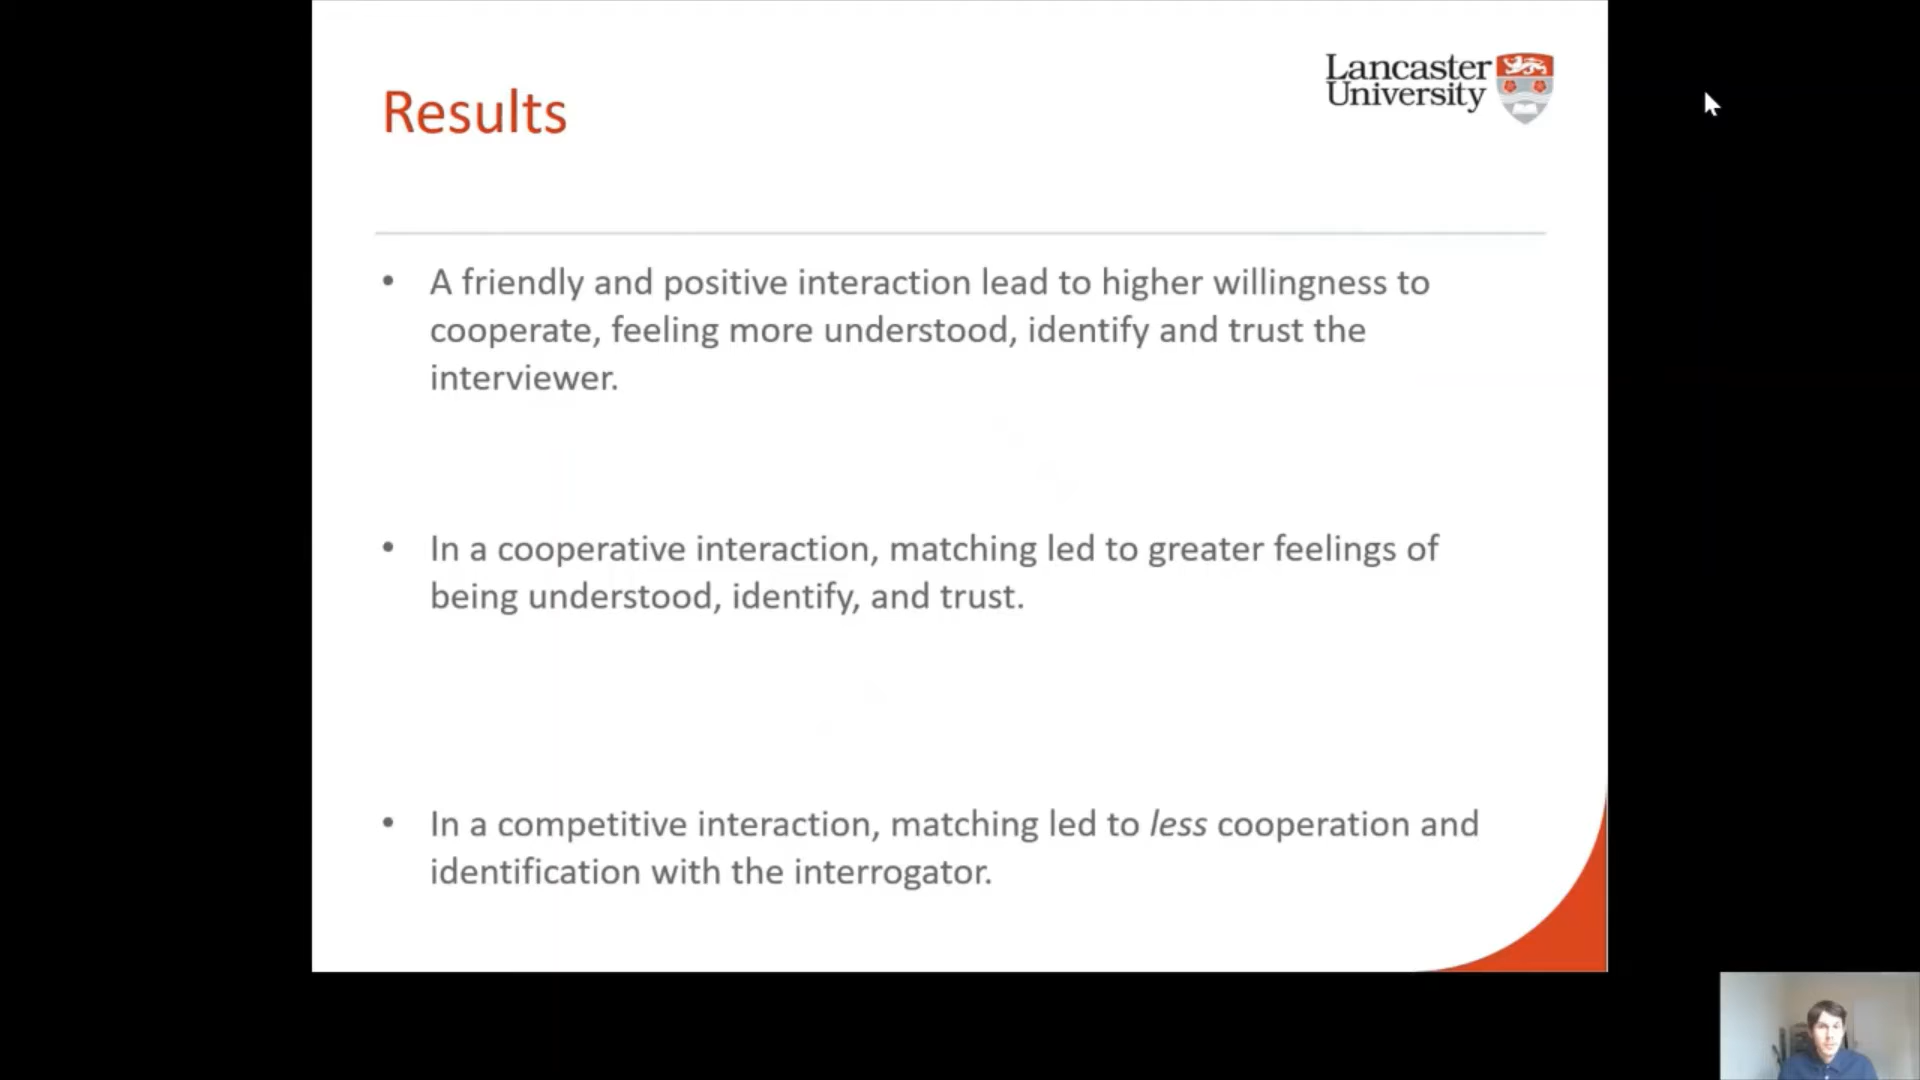 Lancaster
University
Results
• A friendly and positive interaction lead to higher willingness to
cooperate, feeling more understood, identify and trust the
interviewer.
• In a cooperative interaction, matching led to greater feelings of
being understood, identify, and trust.
• In a competitive interaction, matching led to less cooperation and
identification with the interrogator.